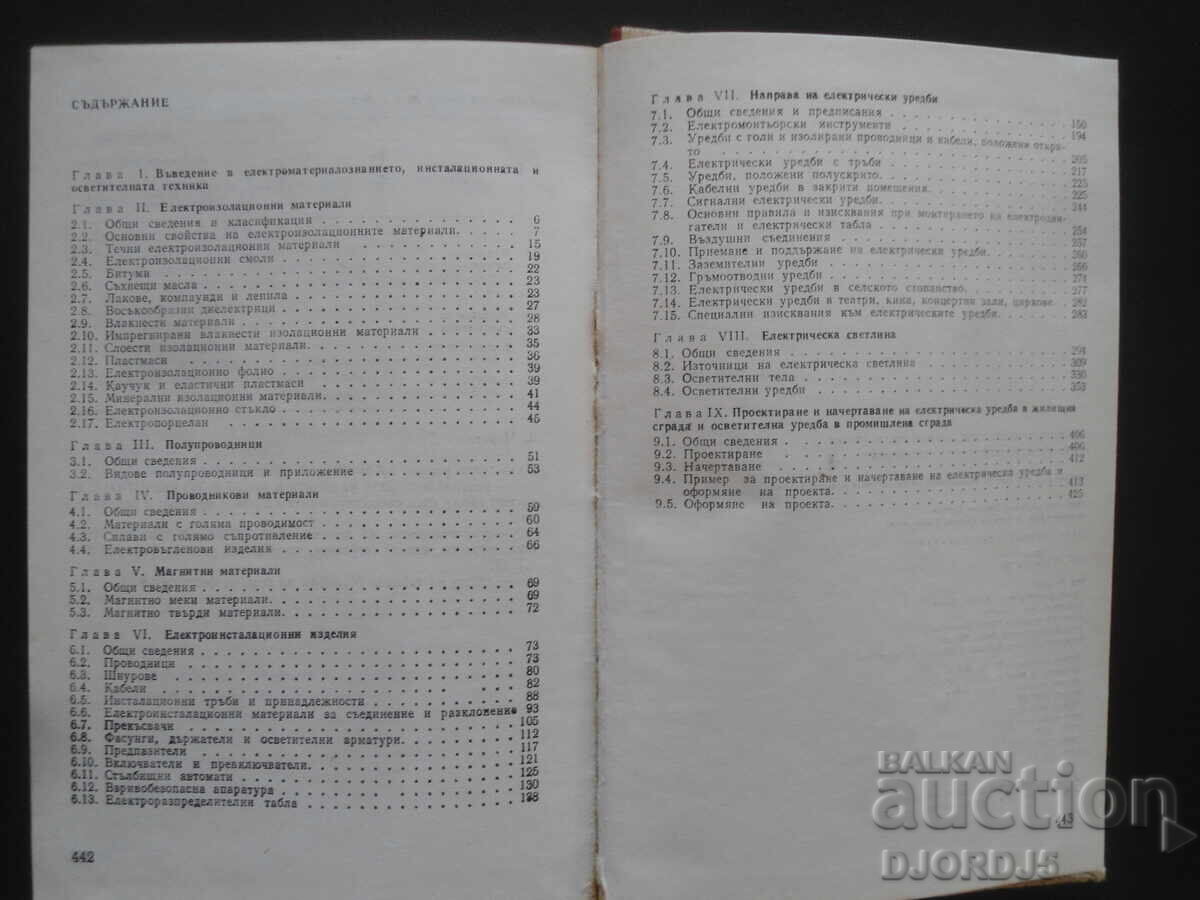 СЪДЪРЖАНИЕ
Глава I. Въведение в електроматериалознанието, инсталационната и
осветителната техника
Глава II. Електроизолационни материали
2.1. Общи сведения и класификация 6
2.2. Основни свойства на електроизолационните материали. 7
2.3. Течни електроизолационни материали 15
2.4. Електроизолационни смоли 19
2.5. Битуми 22
2.6. Съхнещи масла 23
2.7. Лакове, компаунди и лепила 23
2.8. Восъкообразни диелектрици 27
2.9. Влакнести материали 28
2.10. Импрегнирани влакнести изолационни материали 33
2.11. Слоести изолационни материали. 35
2.12. Пластмаси 36
2.13. Електроизолационно фолио 39
2.14. Каучук и еластични пластмаси 39
2.15. Минерални изолационни материали. 41
2.16. Електроизолационно стъкло 44
2.17. Електропорцелан 45
Глава III. Полупроводници
3.1. Общи сведения 51
3.2. Видове полупроводници и приложение 53
Глава IV. Проводникови материали
4.1. Общи сведения 59
4.2. Материали с голяма проводимост 60
4.3. Сплави с голямо съпротивление 64
4.4. Електровъгленови изделия 66
Глава V. Магнитни материали
5.1. Общи сведения 69
5.2. Магнитно меки материали. 69
5.3. Магнитно твърди материали. 72
Глава VI. Електроинсталационни изделия
6.1. Общи сведения 73
6.2. Проводници 73
6.3. Шнурове 80
6.4. Кабели 82
6.5. Инсталационни тръби и принадлежности 88
6.6. Електроинсталационни материали за съединение и разклонение 93
6.7. Прекъсвачи 105
6.8. Фасунги, държатели и осветителни арматури. 112
6.9. Предпазители 117
6.10. Включватели и превключватели. 121
6.11. Стълбищни автомати 125
6.12. Взривобезопасна апаратура 130
6.13. Електроразпределителни табла 138
442
Глава VII. Направа на електрически уредби
7.1. Общи сведения и предписания 150
7.2. Електромонтьорски инструменти 194
7.3. Уредби с голи и изолирани проводници и кабели, положени откри-
то 205
7.4. Електрически уредби с тръби 217
7.5. Уредби, положени полускрито. 225
7.6. Кабелни уредби в закрити помещения. 225
7.7. Сигнални електрически уредби. 244
7.8. Основни правила и изисквания при монтирането на електродви-
гатели и електрически табла 254
7.9. Въздушни съединения 257
7.10. Приемане и поддържане на електрически уредби. 260
7.11. Заземителни уредби 266
7.12. Гръмоотводни уредби 274
7.13. Електрически уредби в селското стопанство. 277
7.14. Електрически уредби в театри, кина, концертни зали, циркове 282
7.15. Специални изисквания към електрическите уредби. 283
Глава VIII. Електрическа светлина
8.1. Общи сведения 294
8.2. Източници на електрическа светлина 309
8.3. Осветителни тела 330
8.4. Осветителни уредби 353
Глава IX. Проектиране и начертаване на електрическа уредба в жилищна
сграда и осветителна уредба в промишлена сграда
9.1. Общи сведения 406
9.2. Проектиране 406
9.3. Начертаване 412
9.4. Пример за проектиране и начертаване на електрическа уредба и
оформяне на проекта. 413
9.5. Оформяне на проекта. 425
43
BALKAN
auction
DJORDJ5